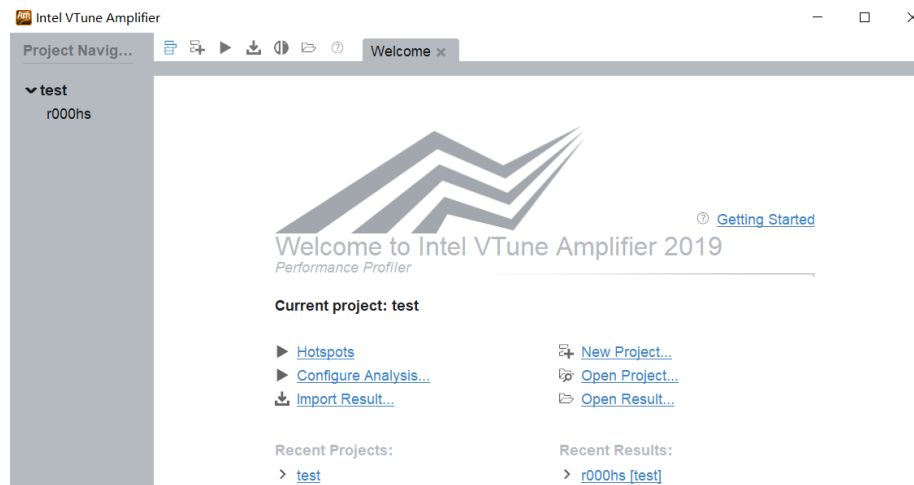 Intel VTune Amplifier
Project Navig...
Welcome
test
r000hs
Getting Started
Welcome to Intel VTune Amplifier 2019
Performance Profiler
Current project: test
Hotspots
New Project...
Configure Analysis...
Open Project...
Import Result...
Open Result...
Recent Projects:
Recent Results:
test
r000hs [test]